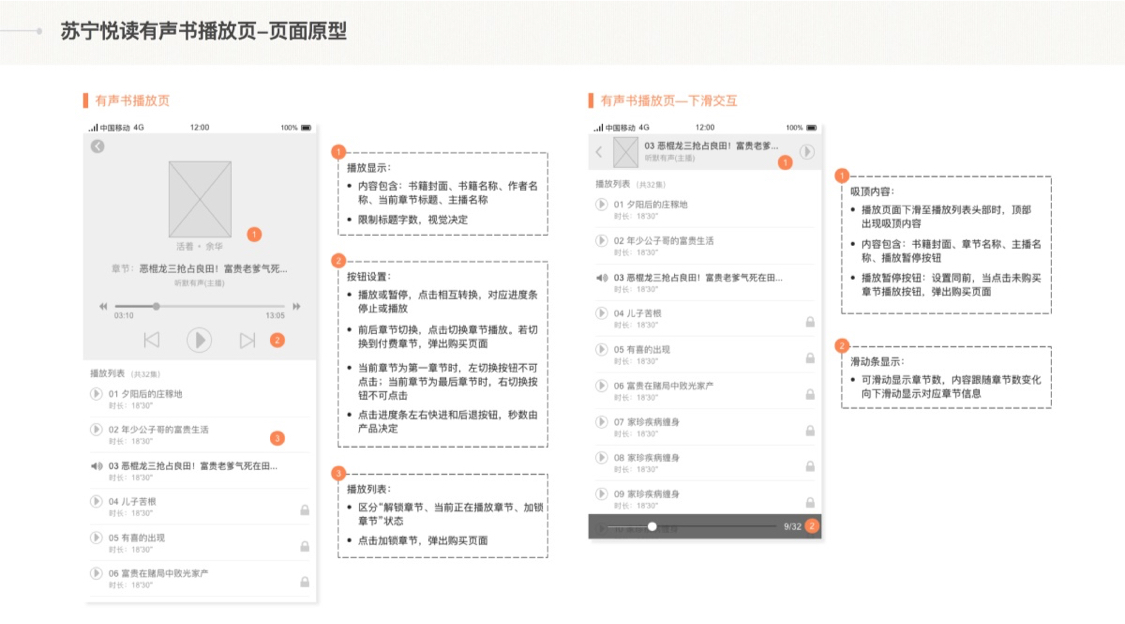 苏宁悦读有声书播放页-页面原型
有声书播放页
中国移动 4G
12:00
100%
活着 · 余华
章节：恶棍龙三抢占良田！富贵老爹气死...
听默有声(主播)
03:10
13:05
播放列表 (共32集)
01 夕阳后的庄稼地
时长：18'30"
02 年少公子哥的富贵生活
时长：18'30"
03 恶棍龙三抢占良田！富贵老爹气死在田...
时长：18'30"
04 儿子苦根
时长：18'30"
05 有喜的出现
时长：18'30"
06 富贵在赌局中败光家产
时长：18'30"
1
2
3
1
播放显示：
• 内容包含：书籍封面、书籍名称、作者名
称、当前章节标题、主播名称
• 限制标题字数，视觉决定
2
按钮设置：
• 播放或暂停，点击相互转换，对应进度条
停止或播放
• 前后章节切换，点击切换章节播放。若切
换到付费章节，弹出购买页面
• 当前章节为第一章节时，左切换按钮不可
点击；当前章节为最后章节时，右切换按
钮不可点击
• 点击进度条左右快进和后退按钮，秒数由
产品决定
3
播放列表：
• 区分“解锁章节、当前正在播放章节、加锁
章节”状态
• 点击加锁章节，弹出购买页面
有声书播放页—下滑交互
中国移动 4G
12:00
100%
03 恶棍龙三抢占良田！富贵老爹...
听默有声(主播)
1
播放列表 (共32集)
01 夕阳后的庄稼地
时长：18'30"
02 年少公子哥的富贵生活
时长：18'30"
03 恶棍龙三抢占良田！富贵老爹气死在田...
时长：18'30"
04 儿子苦根
时长：18'30"
05 有喜的出现
时长：18'30"
06 富贵在赌局中败光家产
时长：18'30"
07 家珍疾病缠身
时长：18'30"
08 家珍疾病缠身
时长：18'30"
09 家珍疾病缠身
时长：18'30"
9/32
2
1
吸顶内容：
• 播放页面下滑至播放列表头部时，顶部
出现吸顶内容
• 内容包含：书籍封面、章节名称、主播名
称、播放暂停按钮
• 播放暂停按钮：设置同前，当点击未购买
章节播放按钮，弹出购买页面
2
滑动条显示：
• 可滑动显示章节数，内容跟随章节数变化
向下滑动显示对应章节信息